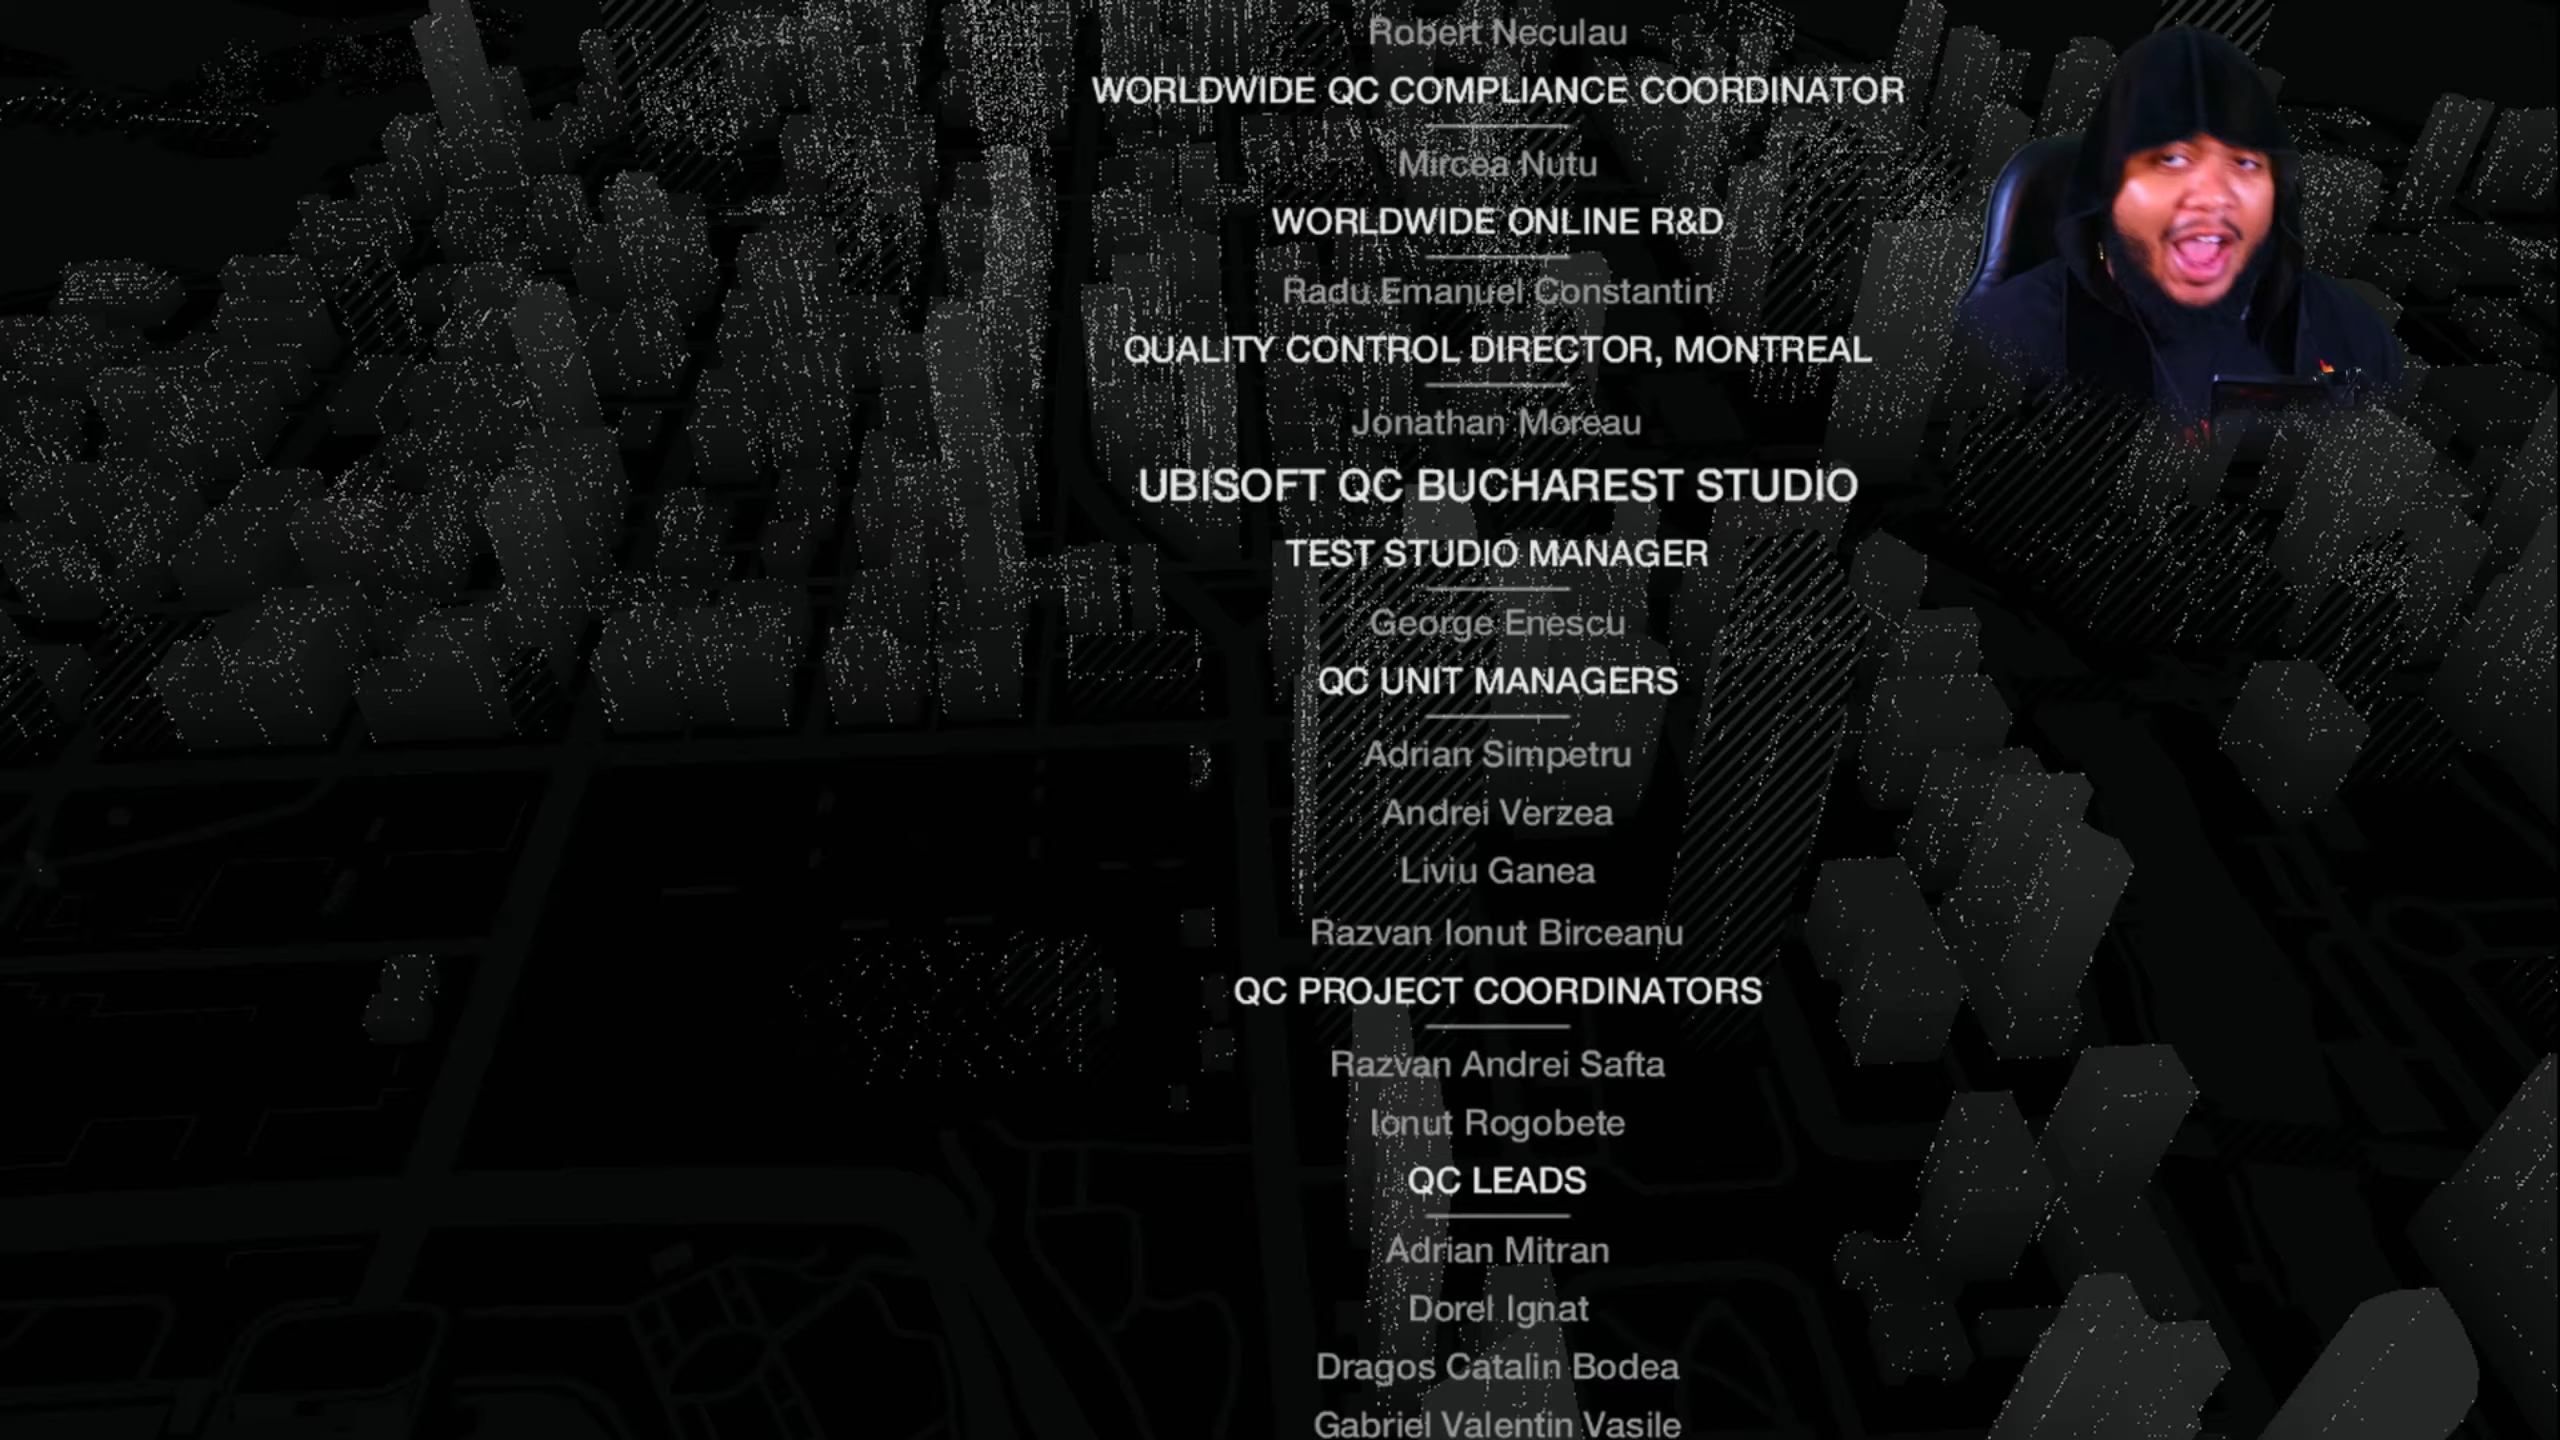 Robert Neculau
WORLDWIDE QC COMPLIANCE COORDINATOR
Mircea Nutu
WORLDWIDE ONLINE R&D
Radu Emanuel Constantin
QUALITY CONTROL DIRECTOR, MONTREAL
Jonathan Moreau
UBISOFT QC BUCHAREST STUDIO
TEST STUDIO MANAGER
George Enescu
QC UNIT MANAGERS
Adrian Simpetru
Andrei Verzea
Liviu Ganea
Razvan Ionut Birceanu
QC PROJECT COORDINATORS
Razvan Andrei Safta
Ionut Rogobete
QC LEADS
Adrian Mitran
Dorel Ignat
Dragos Catalin Bodea
Gabriel Valentin Vasile